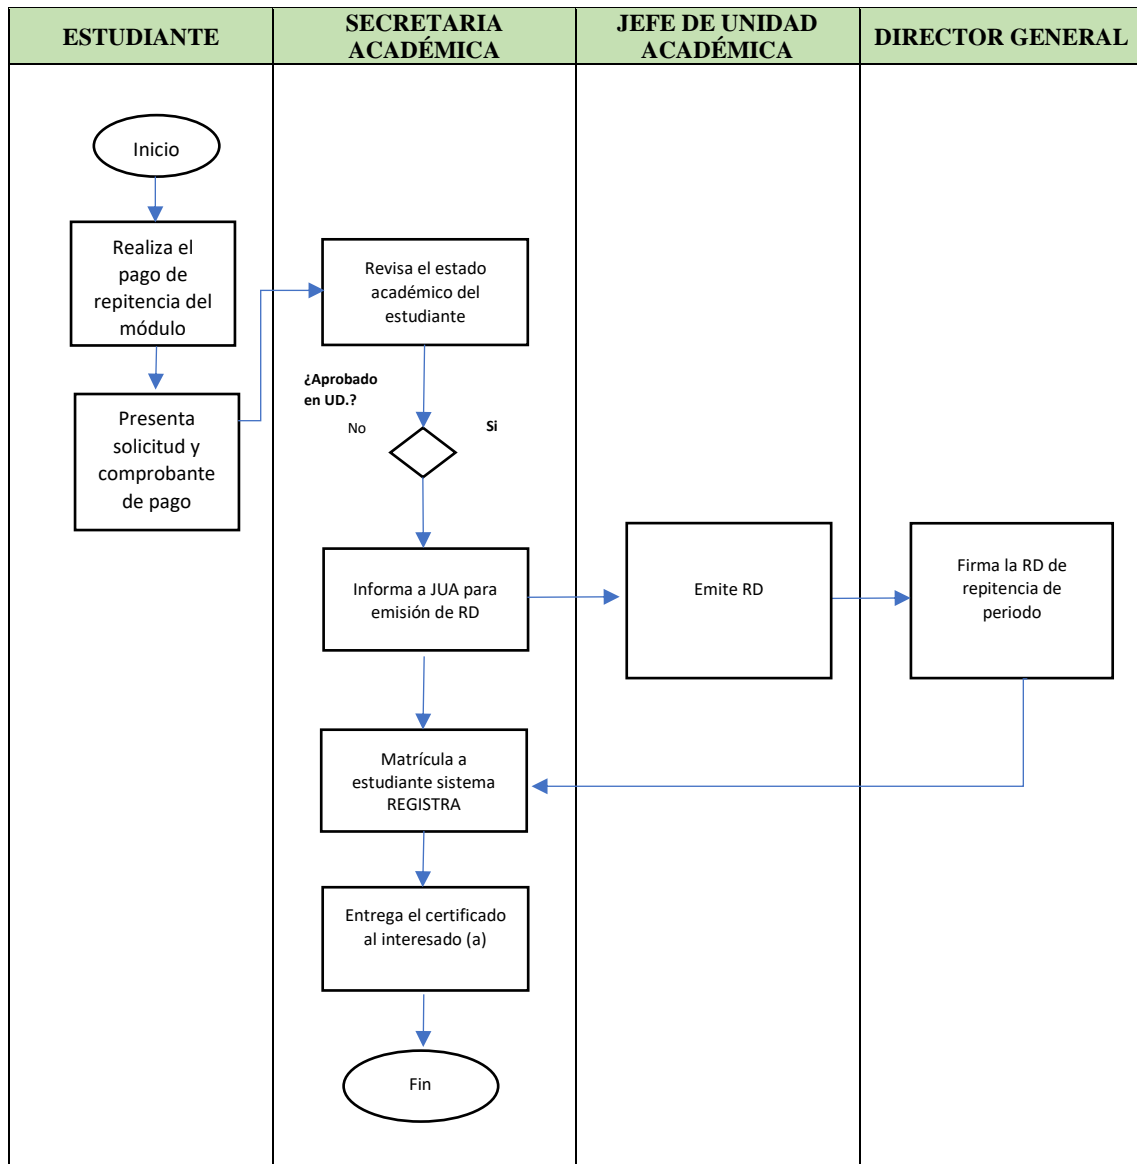 ESTUDIANTE
SECRETARIA
ACADÉMICA
JEFE DE UNIDAD
ACADÉMICA
DIRECTOR GENERAL
Inicio
Realiza el
pago de
repitencia del
módulo
Presenta
solicitud y
comprobante
de pago
Revisa el estado
académico del
estudiante
¿Aprobado
en UD.?
No
Si
Informa a JUA para
emisión de RD
Emite RD
Firma la RD de
repitencia de
periodo
Matrícula a
estudiante sistema
REGISTRA
Entrega el certificado
al interesado (a)
Fin